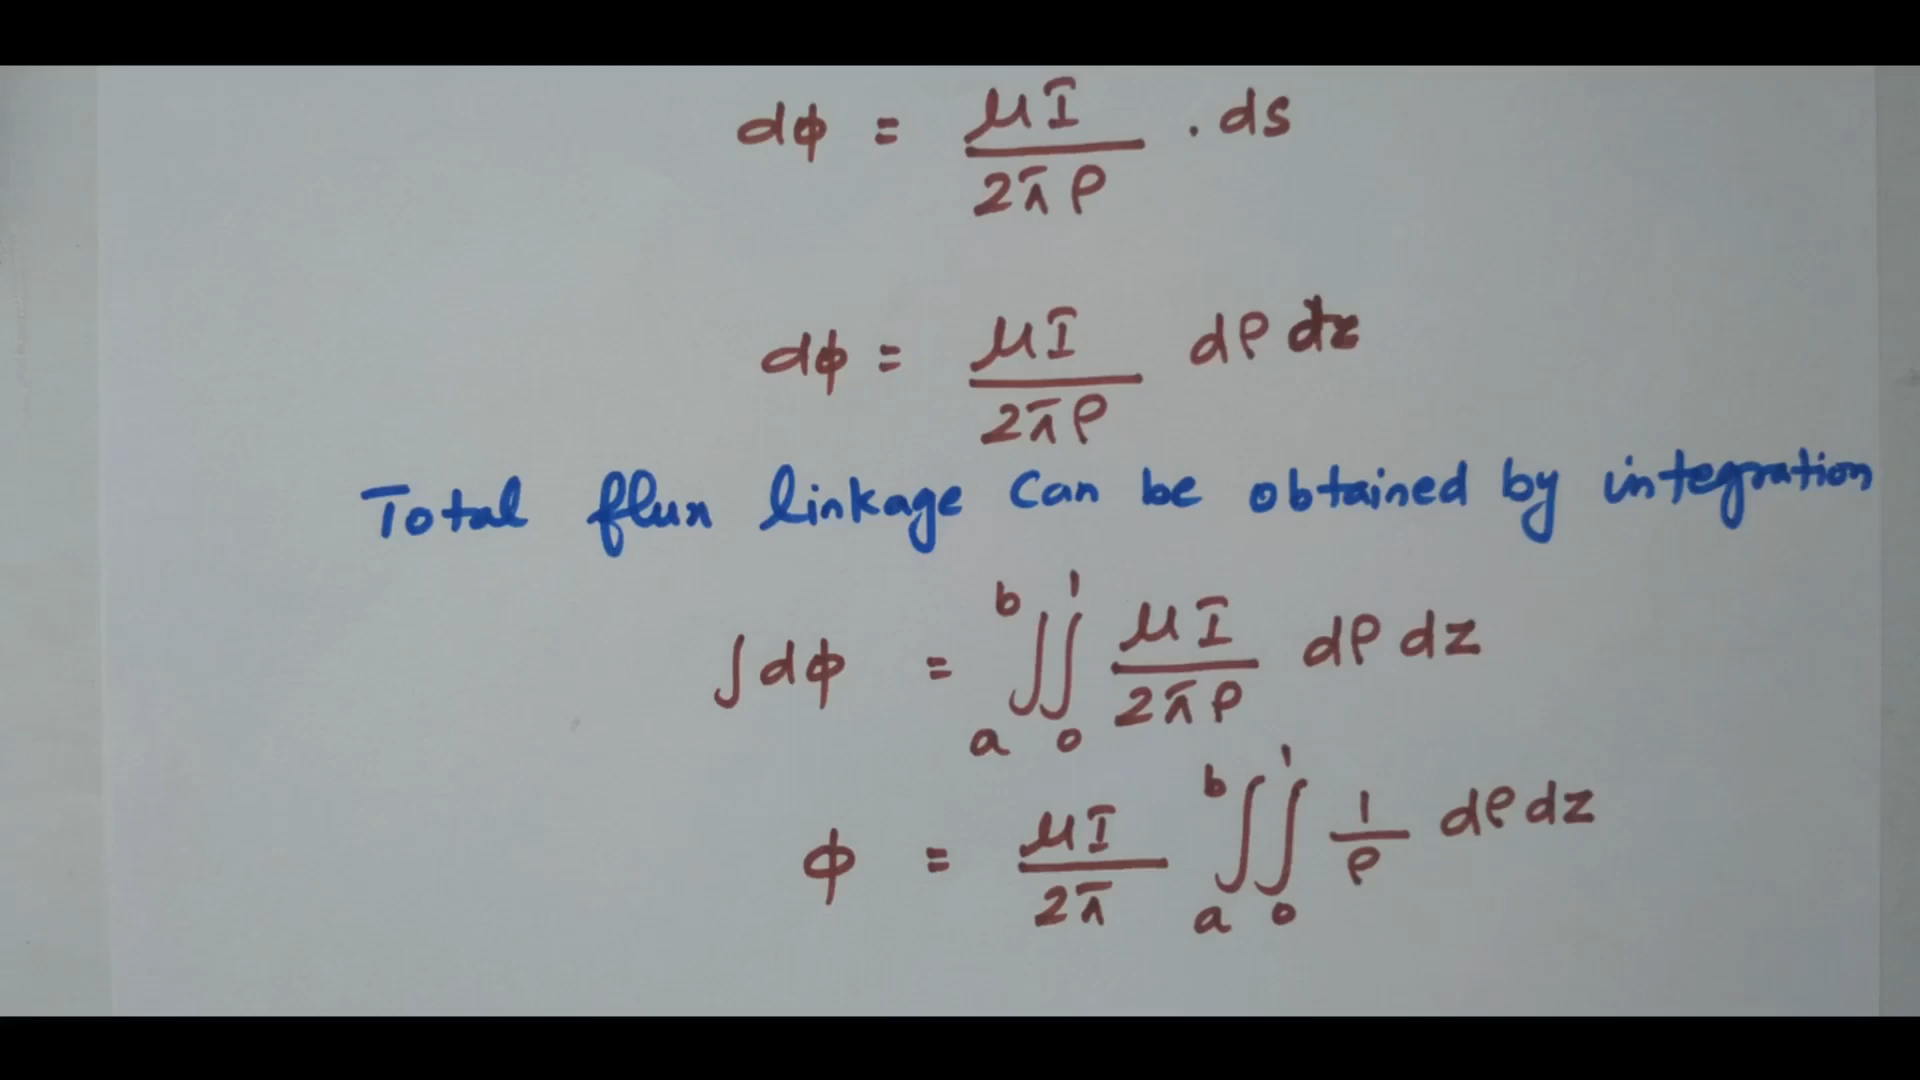 dϕ = μI / 2πρ . ds
dϕ = μI / 2πρ dρ dz
Total flux linkage can be obtained by integration
∫dϕ = ∫_a^b ∫_0^1 μI / 2πρ dρ dz
ϕ = μI / 2π ∫_a^b ∫_0^1 1/ρ dρ dz